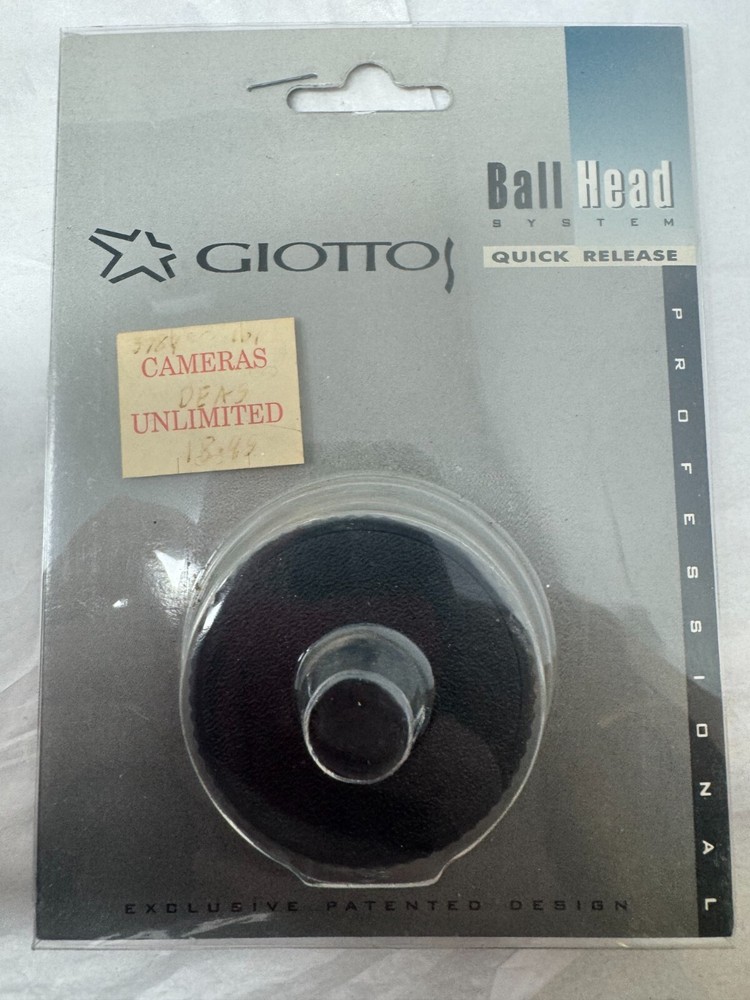 Ball Head
SYSTEM
QUICK RELEASE
GIOTTOS
PROFESSIONAL
CAMERAS
UNLIMITED
EXCLUSIVE PATENTED DESIGN